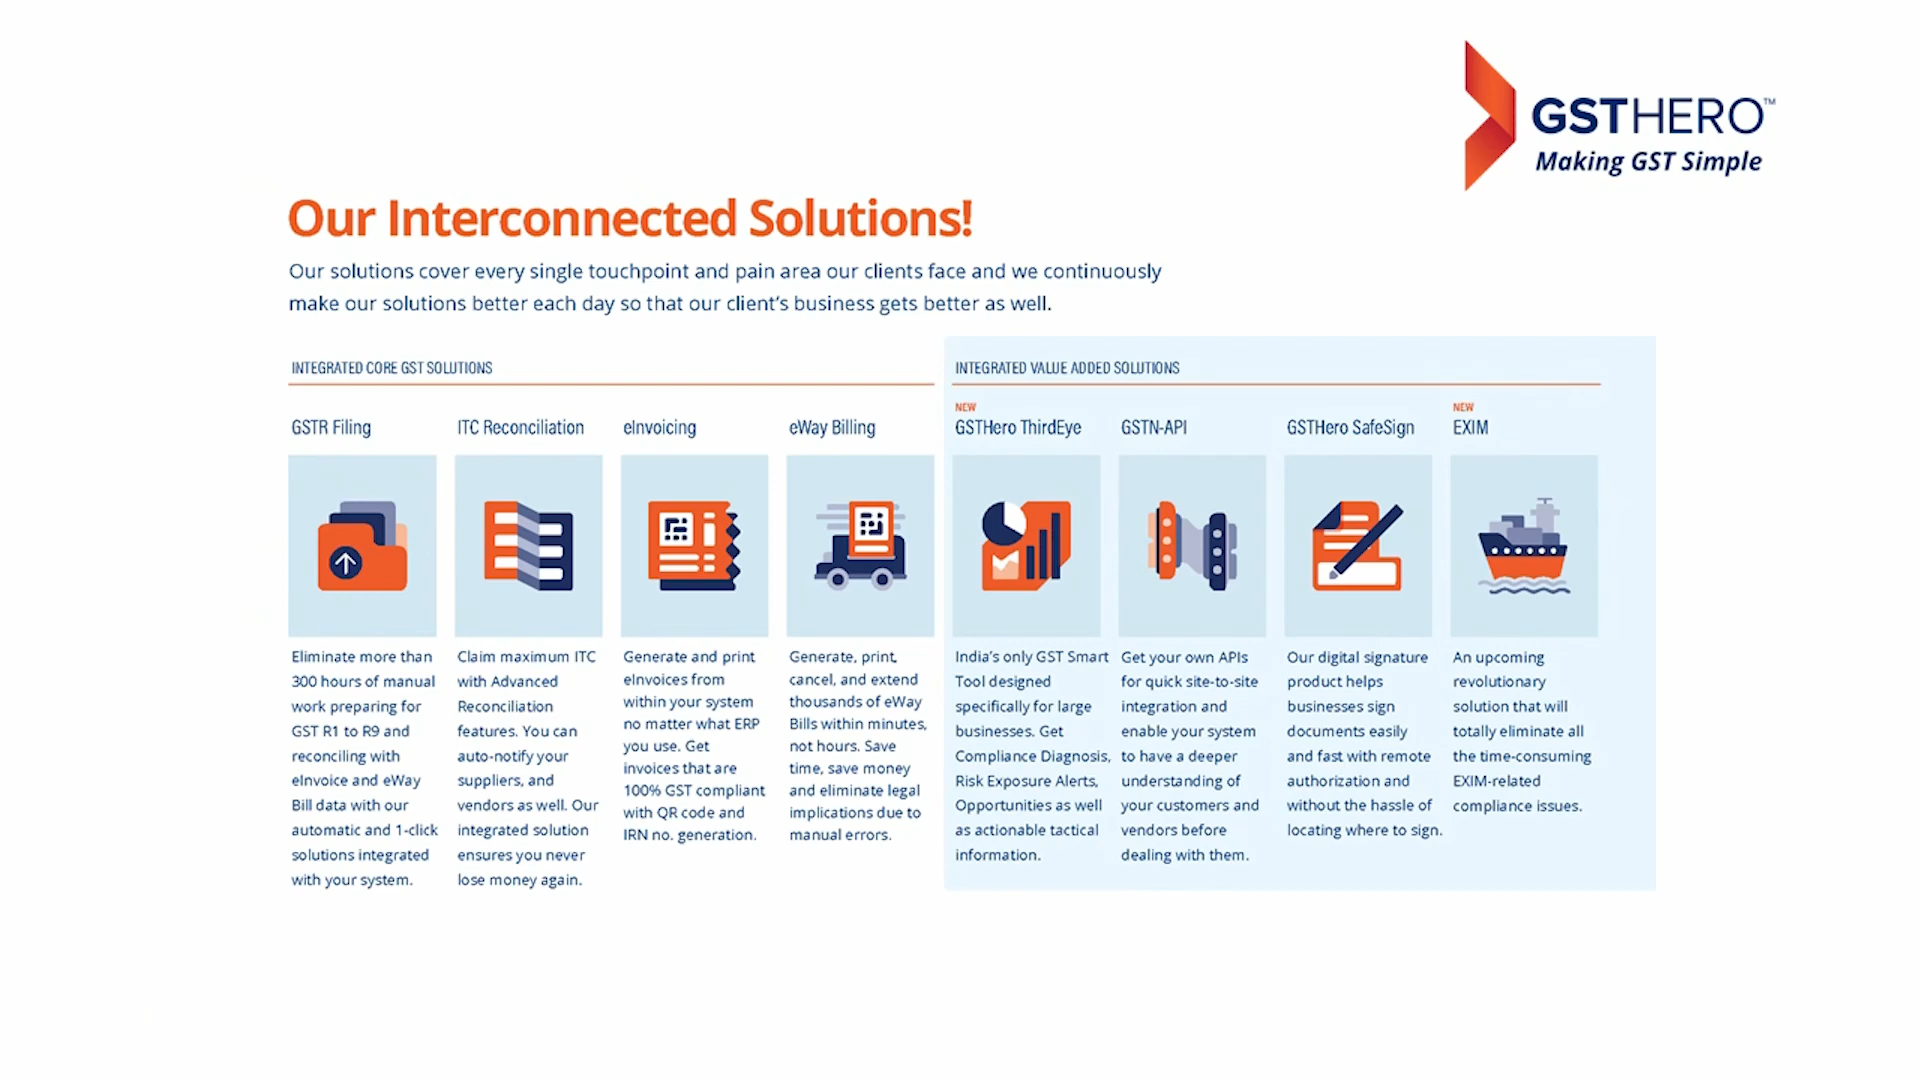 GSTHERO™
Making GST Simple
Our Interconnected Solutions!
Our solutions cover every single touchpoint and pain area our clients face and we continuously
make our solutions better each day so that our client's business gets better as well.
INTEGRATED CORE GST SOLUTIONS
GSTR Filing
Eliminate more than
300 hours of manual
work preparing for
GST R1 to R9 and
reconciling with
eInvoice and eWay
Bill data with our
automatic and 1-click
solutions integrated
with your system.
ITC Reconciliation
Claim maximum ITC
with Advanced
Reconciliation
features. You can
auto-notify your
suppliers, and
vendors as well. Our
integrated solution
ensures you never
lose money again.
eInvoicing
Generate and print
eInvoices from
within your system
no matter what ERP
you use. Get
invoices that are
100% GST compliant
with QR code and
IRN no. generation.
eWay Billing
Generate, print,
cancel, and extend
thousands of eWay
Bills within minutes,
not hours. Save
time, save money
and eliminate legal
implications due to
manual errors.
INTEGRATED VALUE ADDED SOLUTIONS
NEW
GSTHero ThirdEye
India's only GST Smart
Tool designed
specifically for large
businesses. Get
Compliance Diagnosis,
Risk Exposure Alerts,
Opportunities as well
as actionable tactical
information.
GSTN-API
Get your own APIs
for quick site-to-site
integration and
enable your system
to have a deeper
understanding of
your customers and
vendors before
dealing with them.
GSTHero SafeSign
Our digital signature
product helps
businesses sign
documents easily
and fast with remote
authorization and
without the hassle of
locating where to sign.
NEW
EXIM
An upcoming
revolutionary
solution that will
totally eliminate all
the time-consuming
EXIM-related
compliance issues.